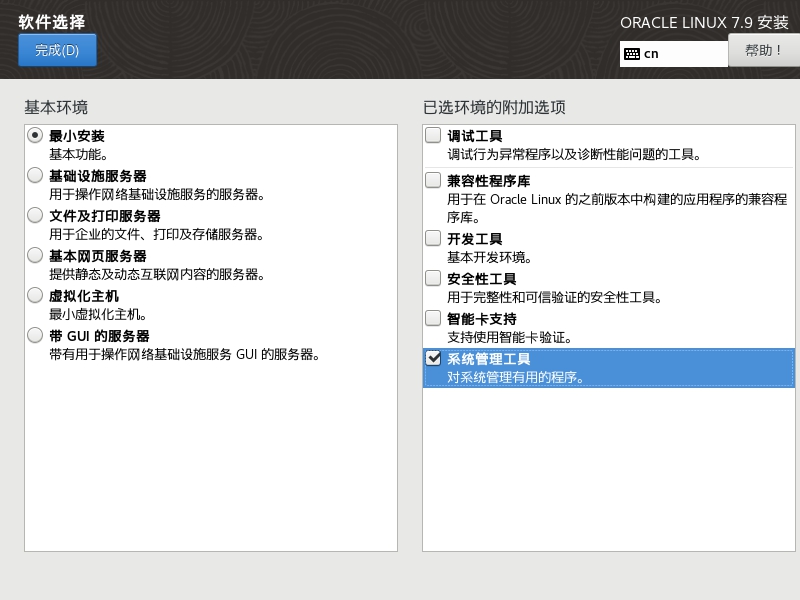 软件选择
ORACLE LINUX 7.9 安装
完成(D)
cn
帮助！
基本环境
最小安装
基本功能。
基础设施服务器
用于操作网络基础设施服务的服务器。
文件及打印服务器
用于企业的文件、打印及存储服务器。
基本网页服务器
提供静态及动态互联网内容的服务器。
虚拟化主机
最小虚拟化主机。
带 GUI 的服务器
带有用于操作网络基础设施服务 GUI 的服务器。
已选环境的附加选项
调试工具
调试行为异常程序以及诊断性能问题的工具。
兼容性程序库
用于在 Oracle Linux 的之前版本中构建的应用程序的兼容程
序库。
开发工具
基本开发环境。
安全性工具
用于完整性和可信验证的安全性工具。
智能卡支持
支持使用智能卡验证。
系统管理工具
对系统管理有用的程序。